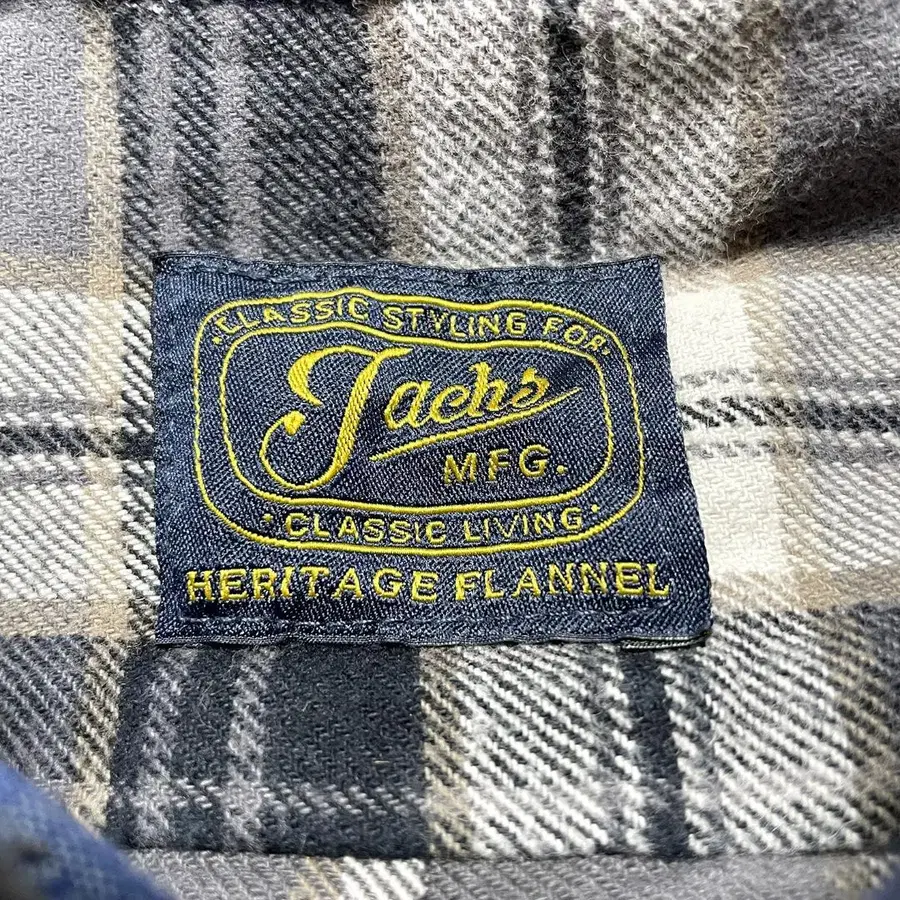 ·CLASSIC STYLING FOR·
Jachs
MFG.
·CLASSIC LIVING·
HERITAGE FLANNEL